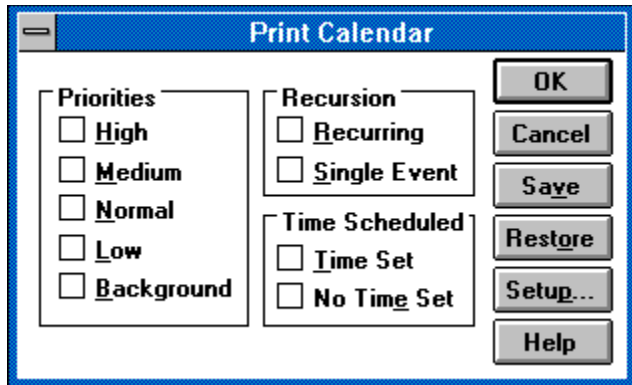 Print Calendar
Priorities
High
Medium
Normal
Low
Background
Recursion
Recurring
Single Event
Time Scheduled
Time Set
No Time Set
OK
Cancel
Save
Restore
Setup...
Help